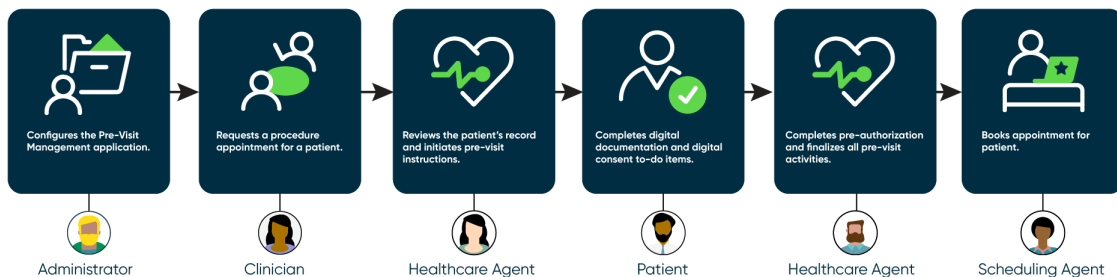 Configures the Pre-Visit
Management application.
Requests a procedure
appointment for a patient.
Reviews the patient's record
and initiates pre-visit
instructions.
Completes digital
documentation and digital
consent to-do items.
Completes pre-authorization
and finalizes all pre-visit
activities.
Books appointment for
patient.
Administrator
Clinician
Healthcare Agent
Patient
Healthcare Agent
Scheduling Agent